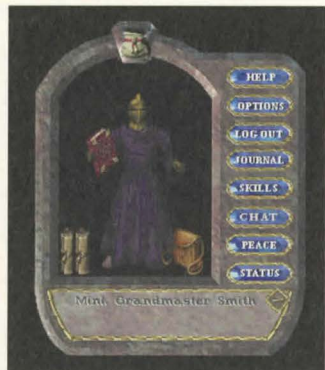 HELP
OPTIONS
LOG OUT
JOURNAL
SKILLS
CHAT
PEACE
STATUS
Mini, Grandmaster Smith